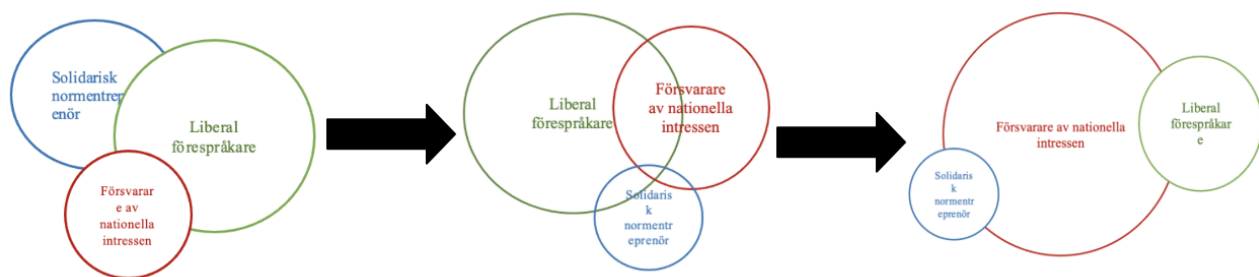 Solidarisk
normentrep
enör
Liberal
förespråkare
Försvarar
e av
nationella
intressen
Liberal
förespråkare
Försvarare
av nationella
intressen
Solidaris
k
normentr
eprenör
Försvarare av nationella
intressen
Liberal
förespråkar
e
Solidaris
k
normentr
eprenör